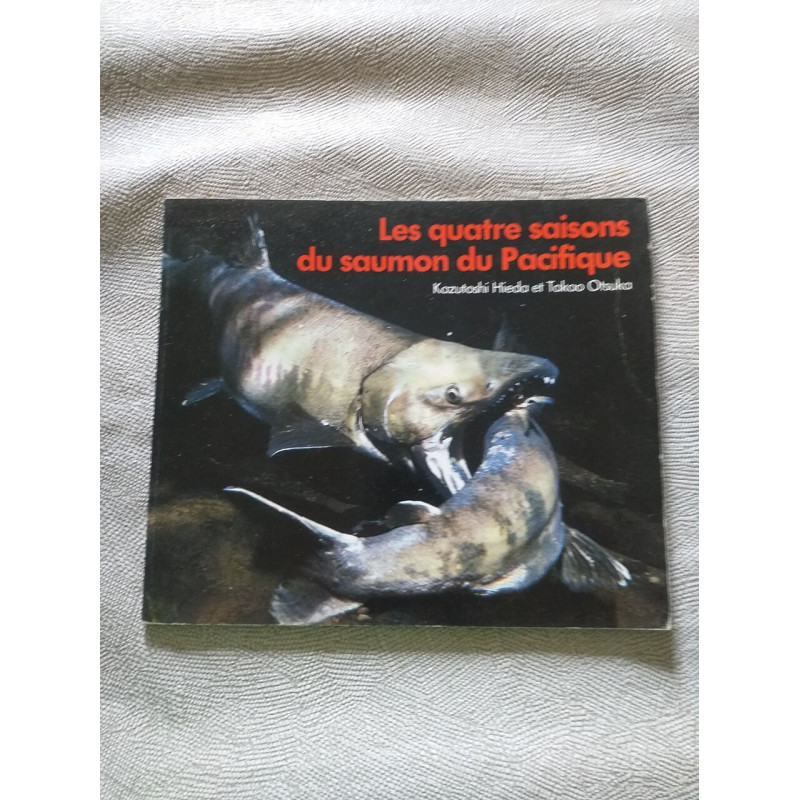 Les quatre saisons
du saumon du Pacifique
Kazutoshi Hieda et Takao Otsuka